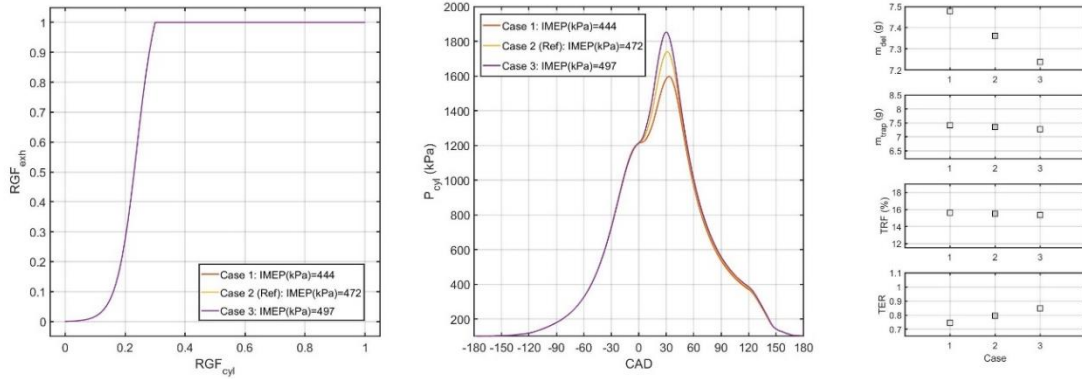 1
0.9
0.8
0.7
0.6
0.5
0.4
0.3
0.2
0.1
0
RGF_exh
Case 1: IMEP(kPa)=444
Case 2 (Ref): IMEP(kPa)=472
Case 3: IMEP(kPa)=497
0 0.2 0.4 0.6 0.8 1
RGF_cyl
2000
1800
1600
1400
1200
1000
800
600
400
200
P_cyl (kPa)
Case 1: IMEP(kPa)=444
Case 2 (Ref): IMEP(kPa)=472
Case 3: IMEP(kPa)=497
-180 -150 -120 -90 -60 -30 0 30 60 90 120 150 180
CAD
7.5
7.4
7.3
7.2
m_del (g)
1 2 3
8.5
8
7.5
7
6.5
m_trap (g)
1 2 3
18
16
14
12
TRF (%)
1 2 3
1.1
1
0.9
0.8
0.7
TER
1 2 3
Case